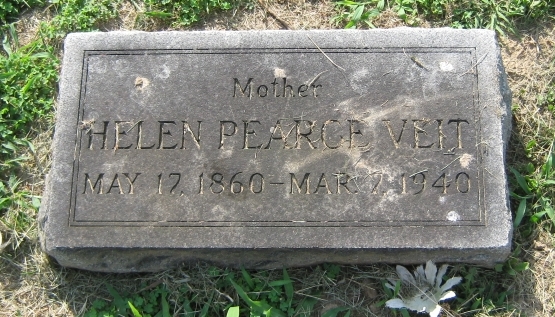 Mother
HELEN PEARCE VEIT
MAY 17, 1860 – MAR. 7, 1940